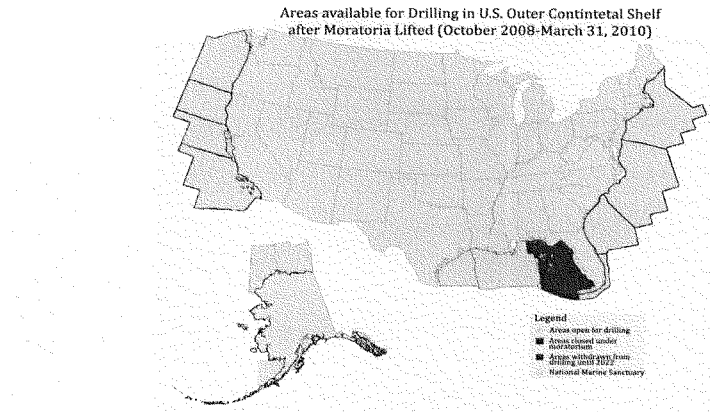 Areas available for Drilling in U.S. Outer Contintetal Shelf
after Moratoria Lifted (October 2008-March 31, 2010)
Legend
Areas open for drilling
Areas closed under
moratorium
Areas withdrawn from
drilling until 2022
National Marine Sanctuary